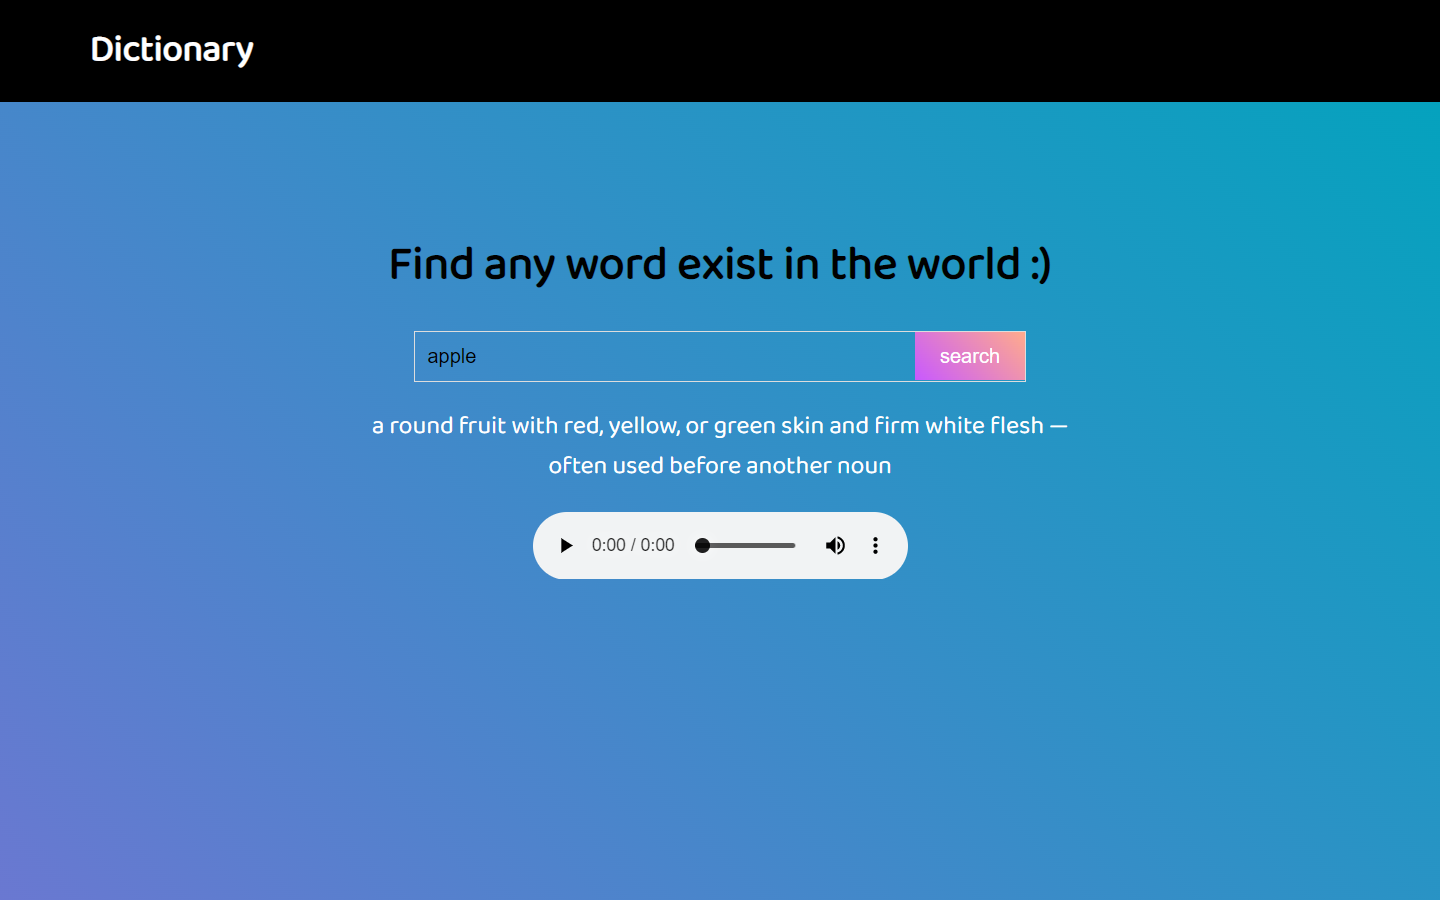 Dictionary
Find any word exist in the world :)
apple
search
a round fruit with red, yellow, or green skin and firm white flesh —
often used before another noun
0:00 / 0:00